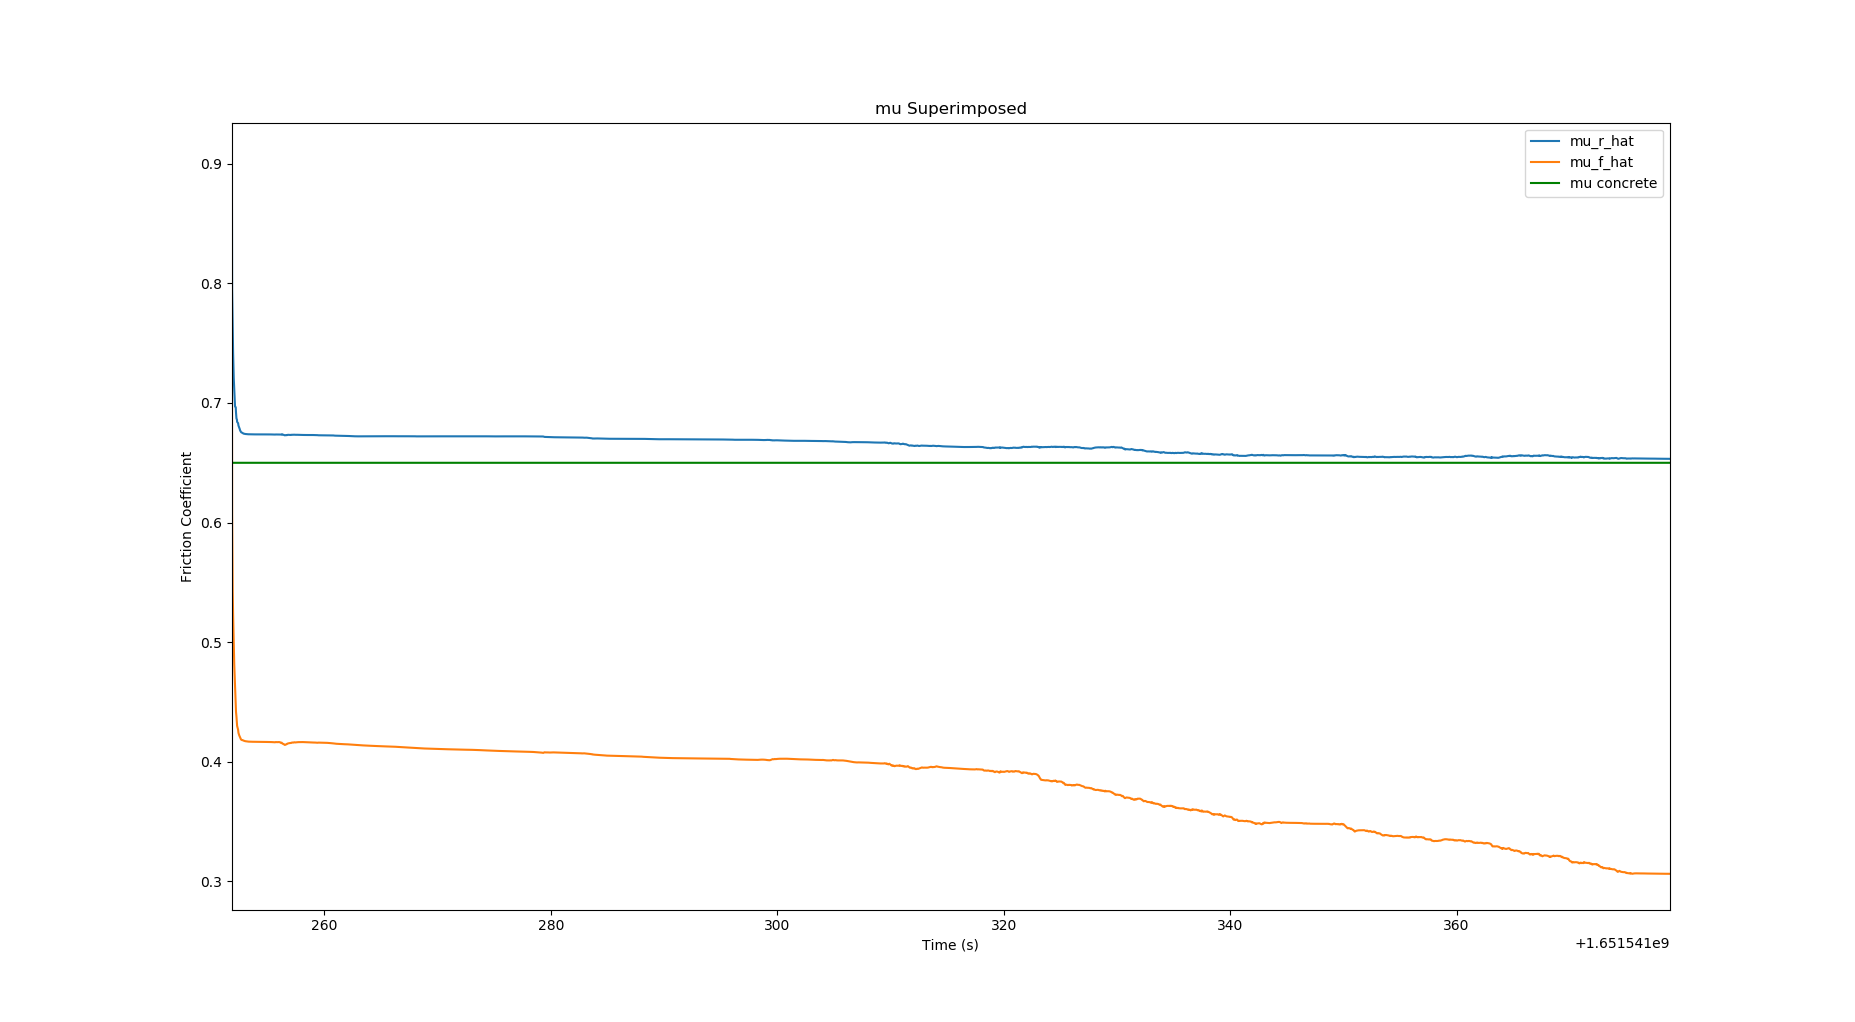 mu Superimposed
mu_r_hat
mu_f_hat
mu concrete
0.9
0.8
0.7
0.6
0.5
0.4
0.3
Friction Coefficient
260 280 300 320 340 360
Time (s)
+1.651541e9